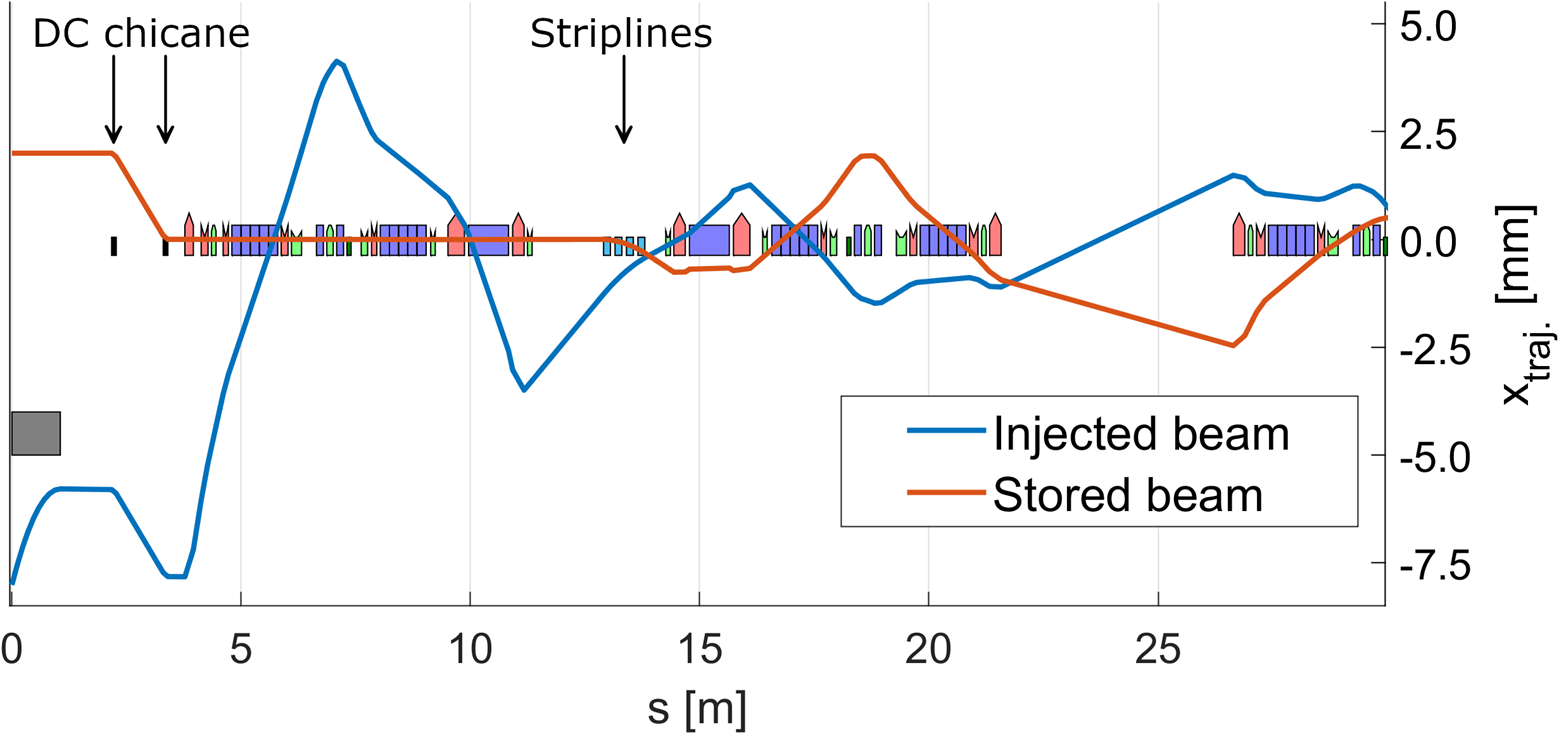 DC chicane
Striplines
5.0
2.5
0.0
-2.5
-5.0
-7.5
x_traj. [mm]
Injected beam
Stored beam
0 5 10 15 20 25
s [m]